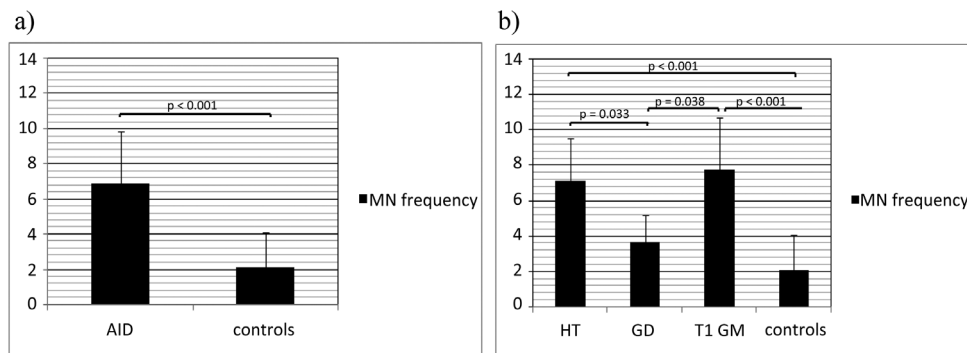 a)
14
12
10
8
6
4
2
0
p < 0.001
AID controls
MN frequency
b)
14
12
10
8
6
4
2
0
p < 0.001
p = 0.038 p < 0.001
p = 0.033
HT GD T1 GM controls
MN frequency